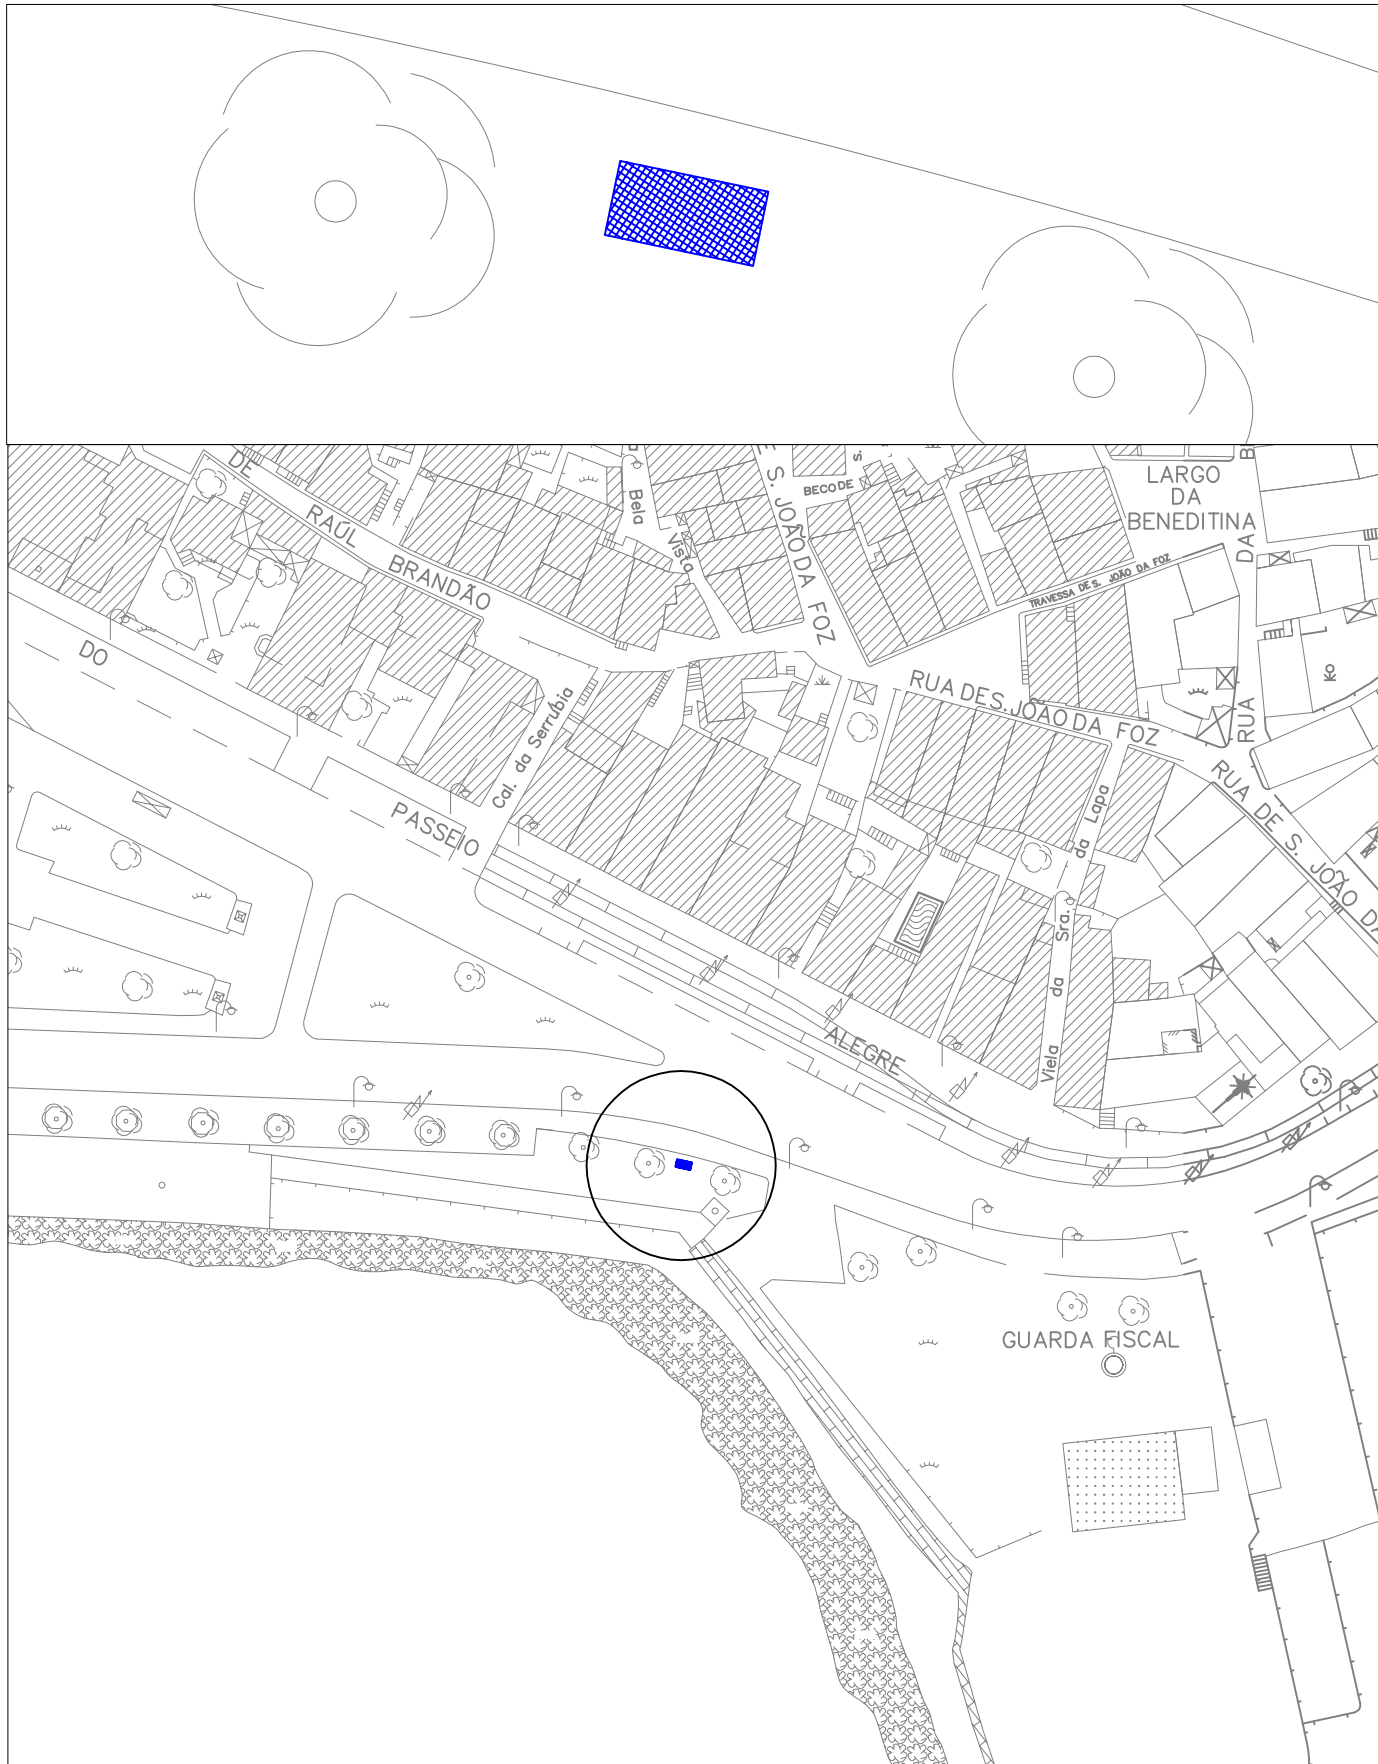 DE
RAÚL
BRANDÃO
a
Bela
Vista
E S. JOÃO DA FOZ
BECO DE
S.
LARGO
DA
BENEDITINA
TRAVESSA DE S. JOÃO DA FOZ
RUA DA B
DO
PASSEIO
ALEGRE
Cal. da Serrúbia
RUA DE S. JOÃO DA FOZ
RUA DE S. JOÃO DA
da Lapa
Viela da Sra.
GUARDA FISCAL